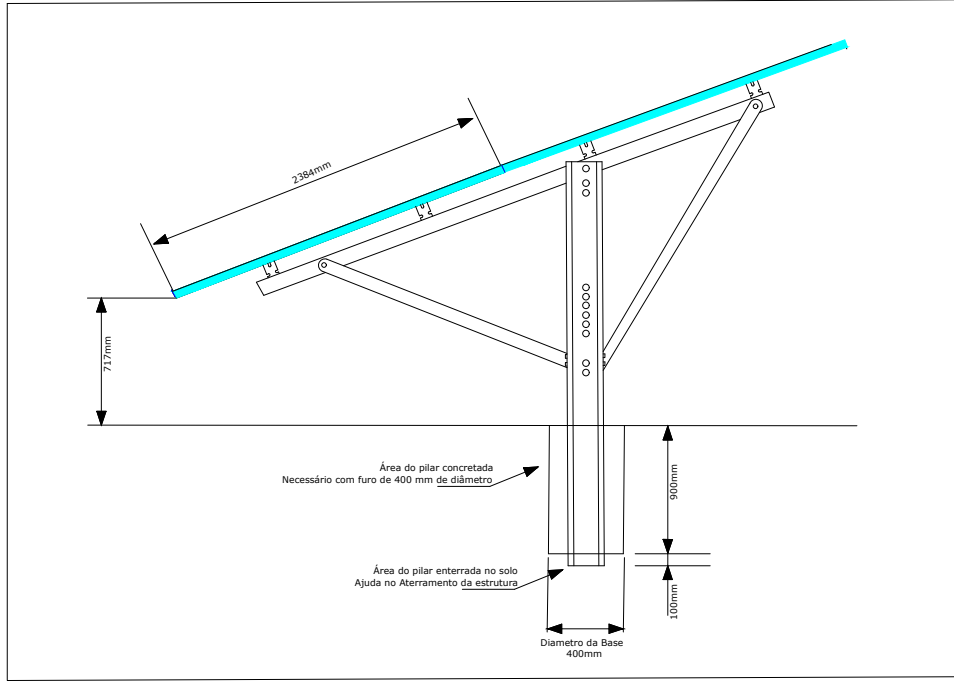 2384mm
717mm
Área do pilar concretada
Necessário com furo de 400 mm de diâmetro
900mm
Área do pilar enterrada no solo
Ajuda no Aterramento da estrutura
100mm
Diametro da Base
400mm